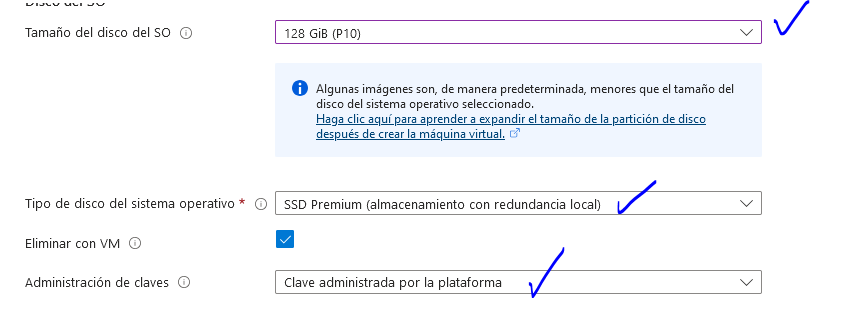 Disco del SO
Tamaño del disco del SO
128 GiB (P10)
Algunas imágenes son, de manera predeterminada, menores que el tamaño del
disco del sistema operativo seleccionado.
Haga clic aquí para aprender a expandir el tamaño de la partición de disco
después de crear la máquina virtual.
Tipo de disco del sistema operativo *
SSD Premium (almacenamiento con redundancia local)
Eliminar con VM
Administración de claves
Clave administrada por la plataforma